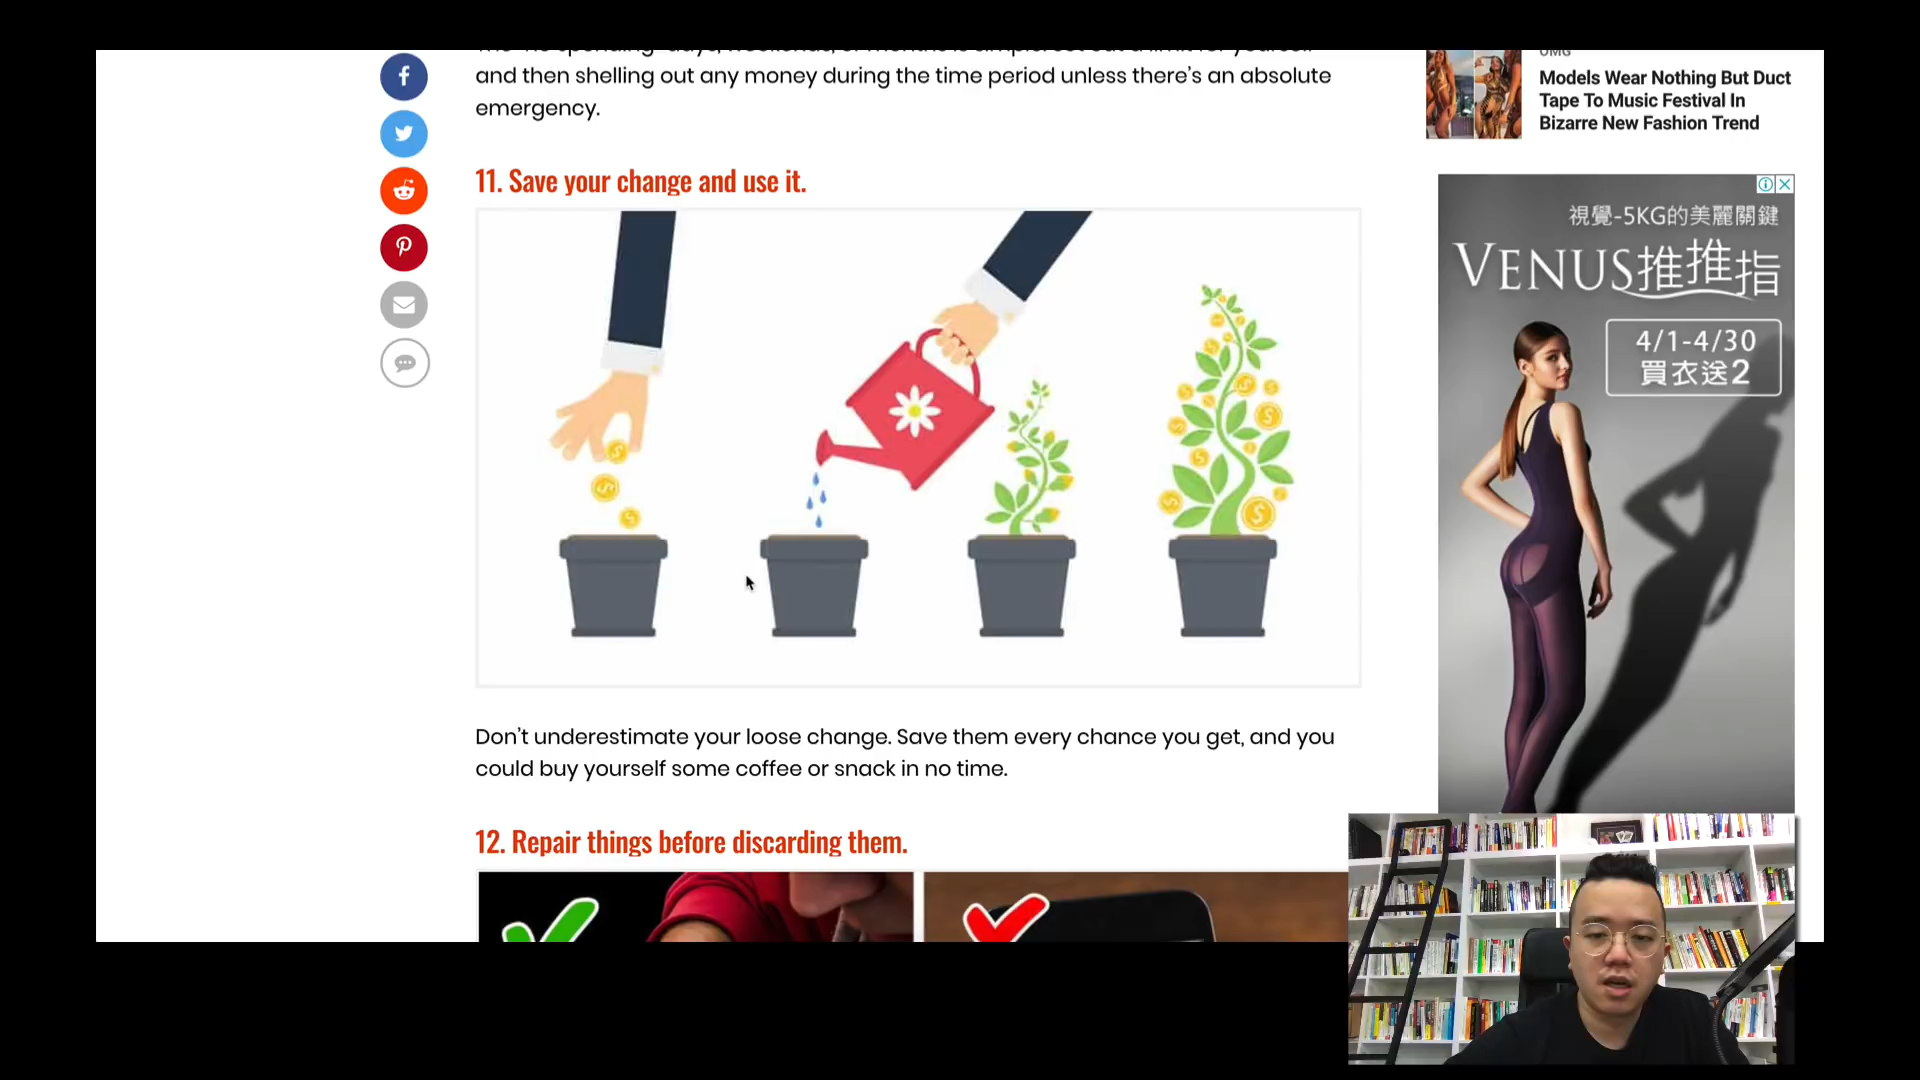 and then shelling out any money during the time period unless there's an absolute
emergency.
11. Save your change and use it.
Don't underestimate your loose change. Save them every chance you get, and you
could buy yourself some coffee or snack in no time.
12. Repair things before discarding them.
OMG
Models Wear Nothing But Duct
Tape To Music Festival In
Bizarre New Fashion Trend
視覺-5KG的美麗關鍵
VENUS推推指
4/1-4/30
買衣送2